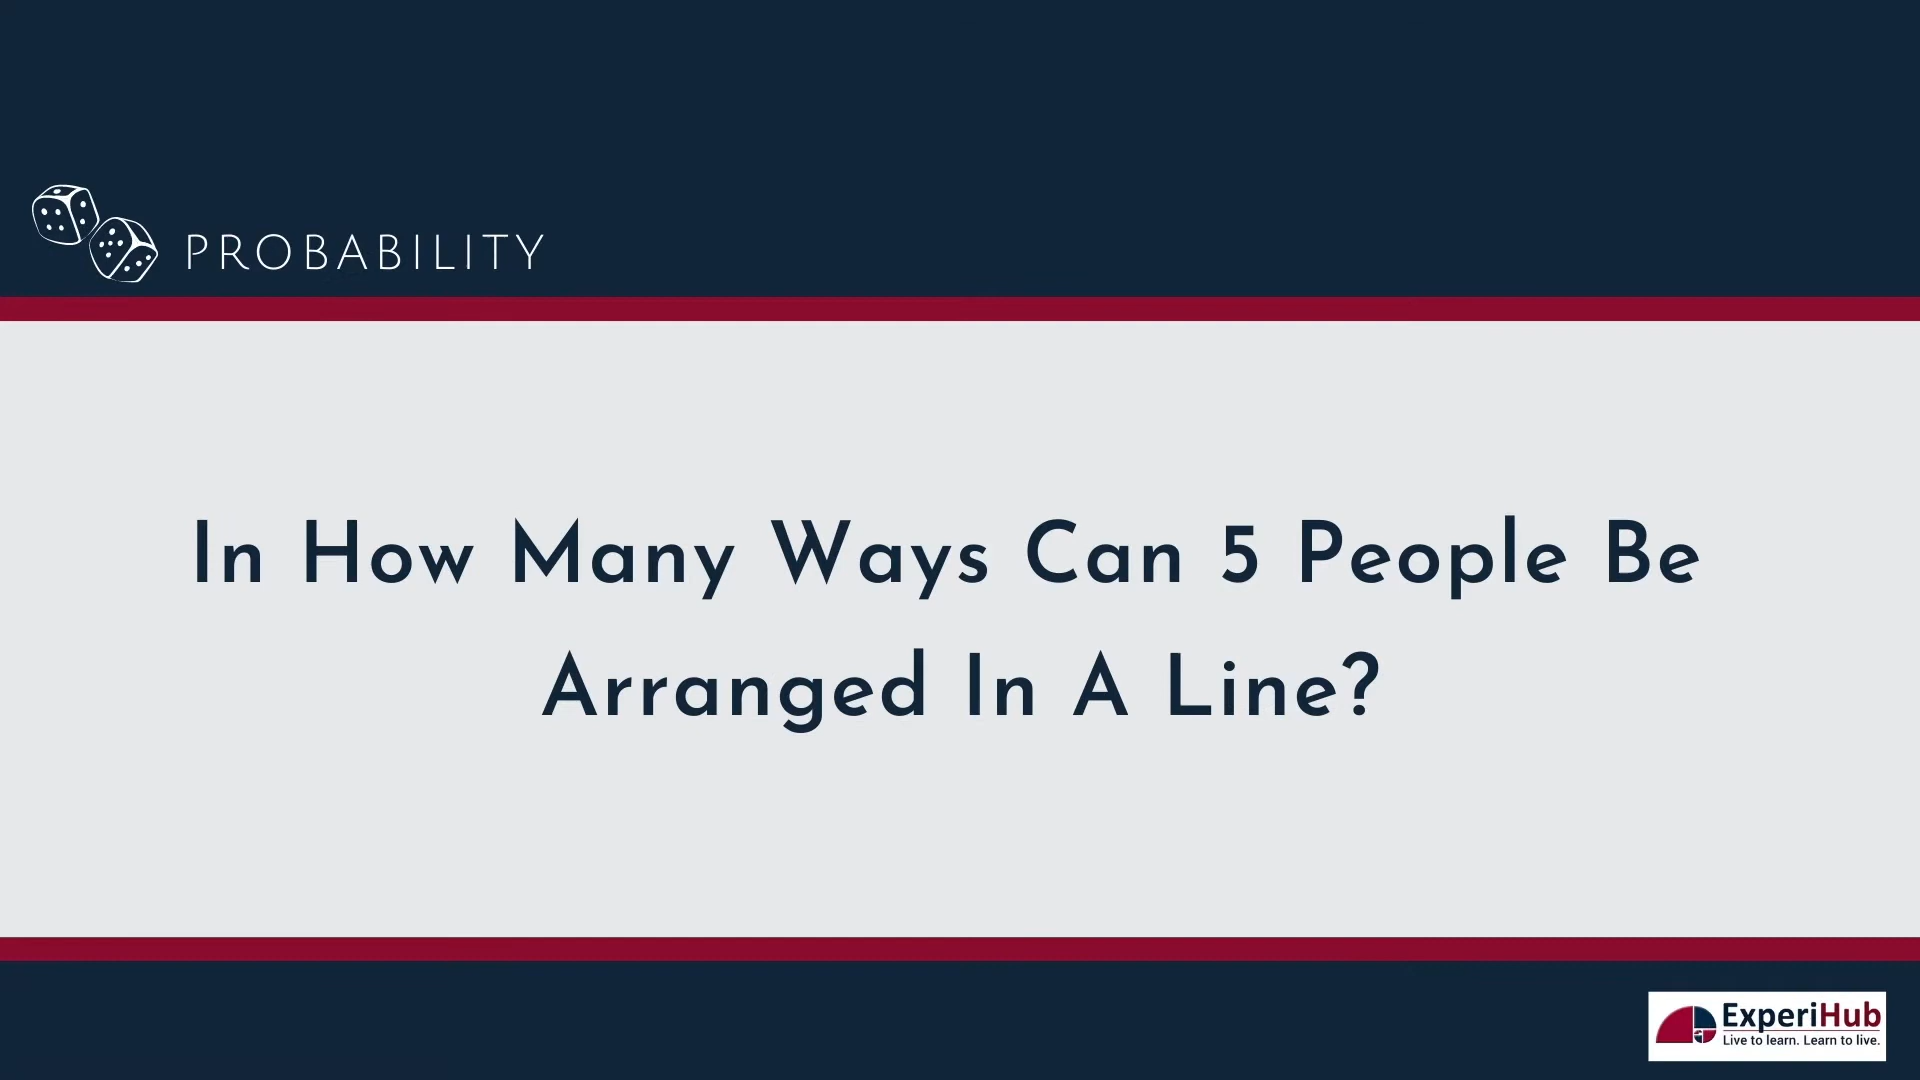 PROBABILITY
In How Many Ways Can 5 People Be
Arranged In A Line?
ExperiHub
Live to learn. Learn to live.